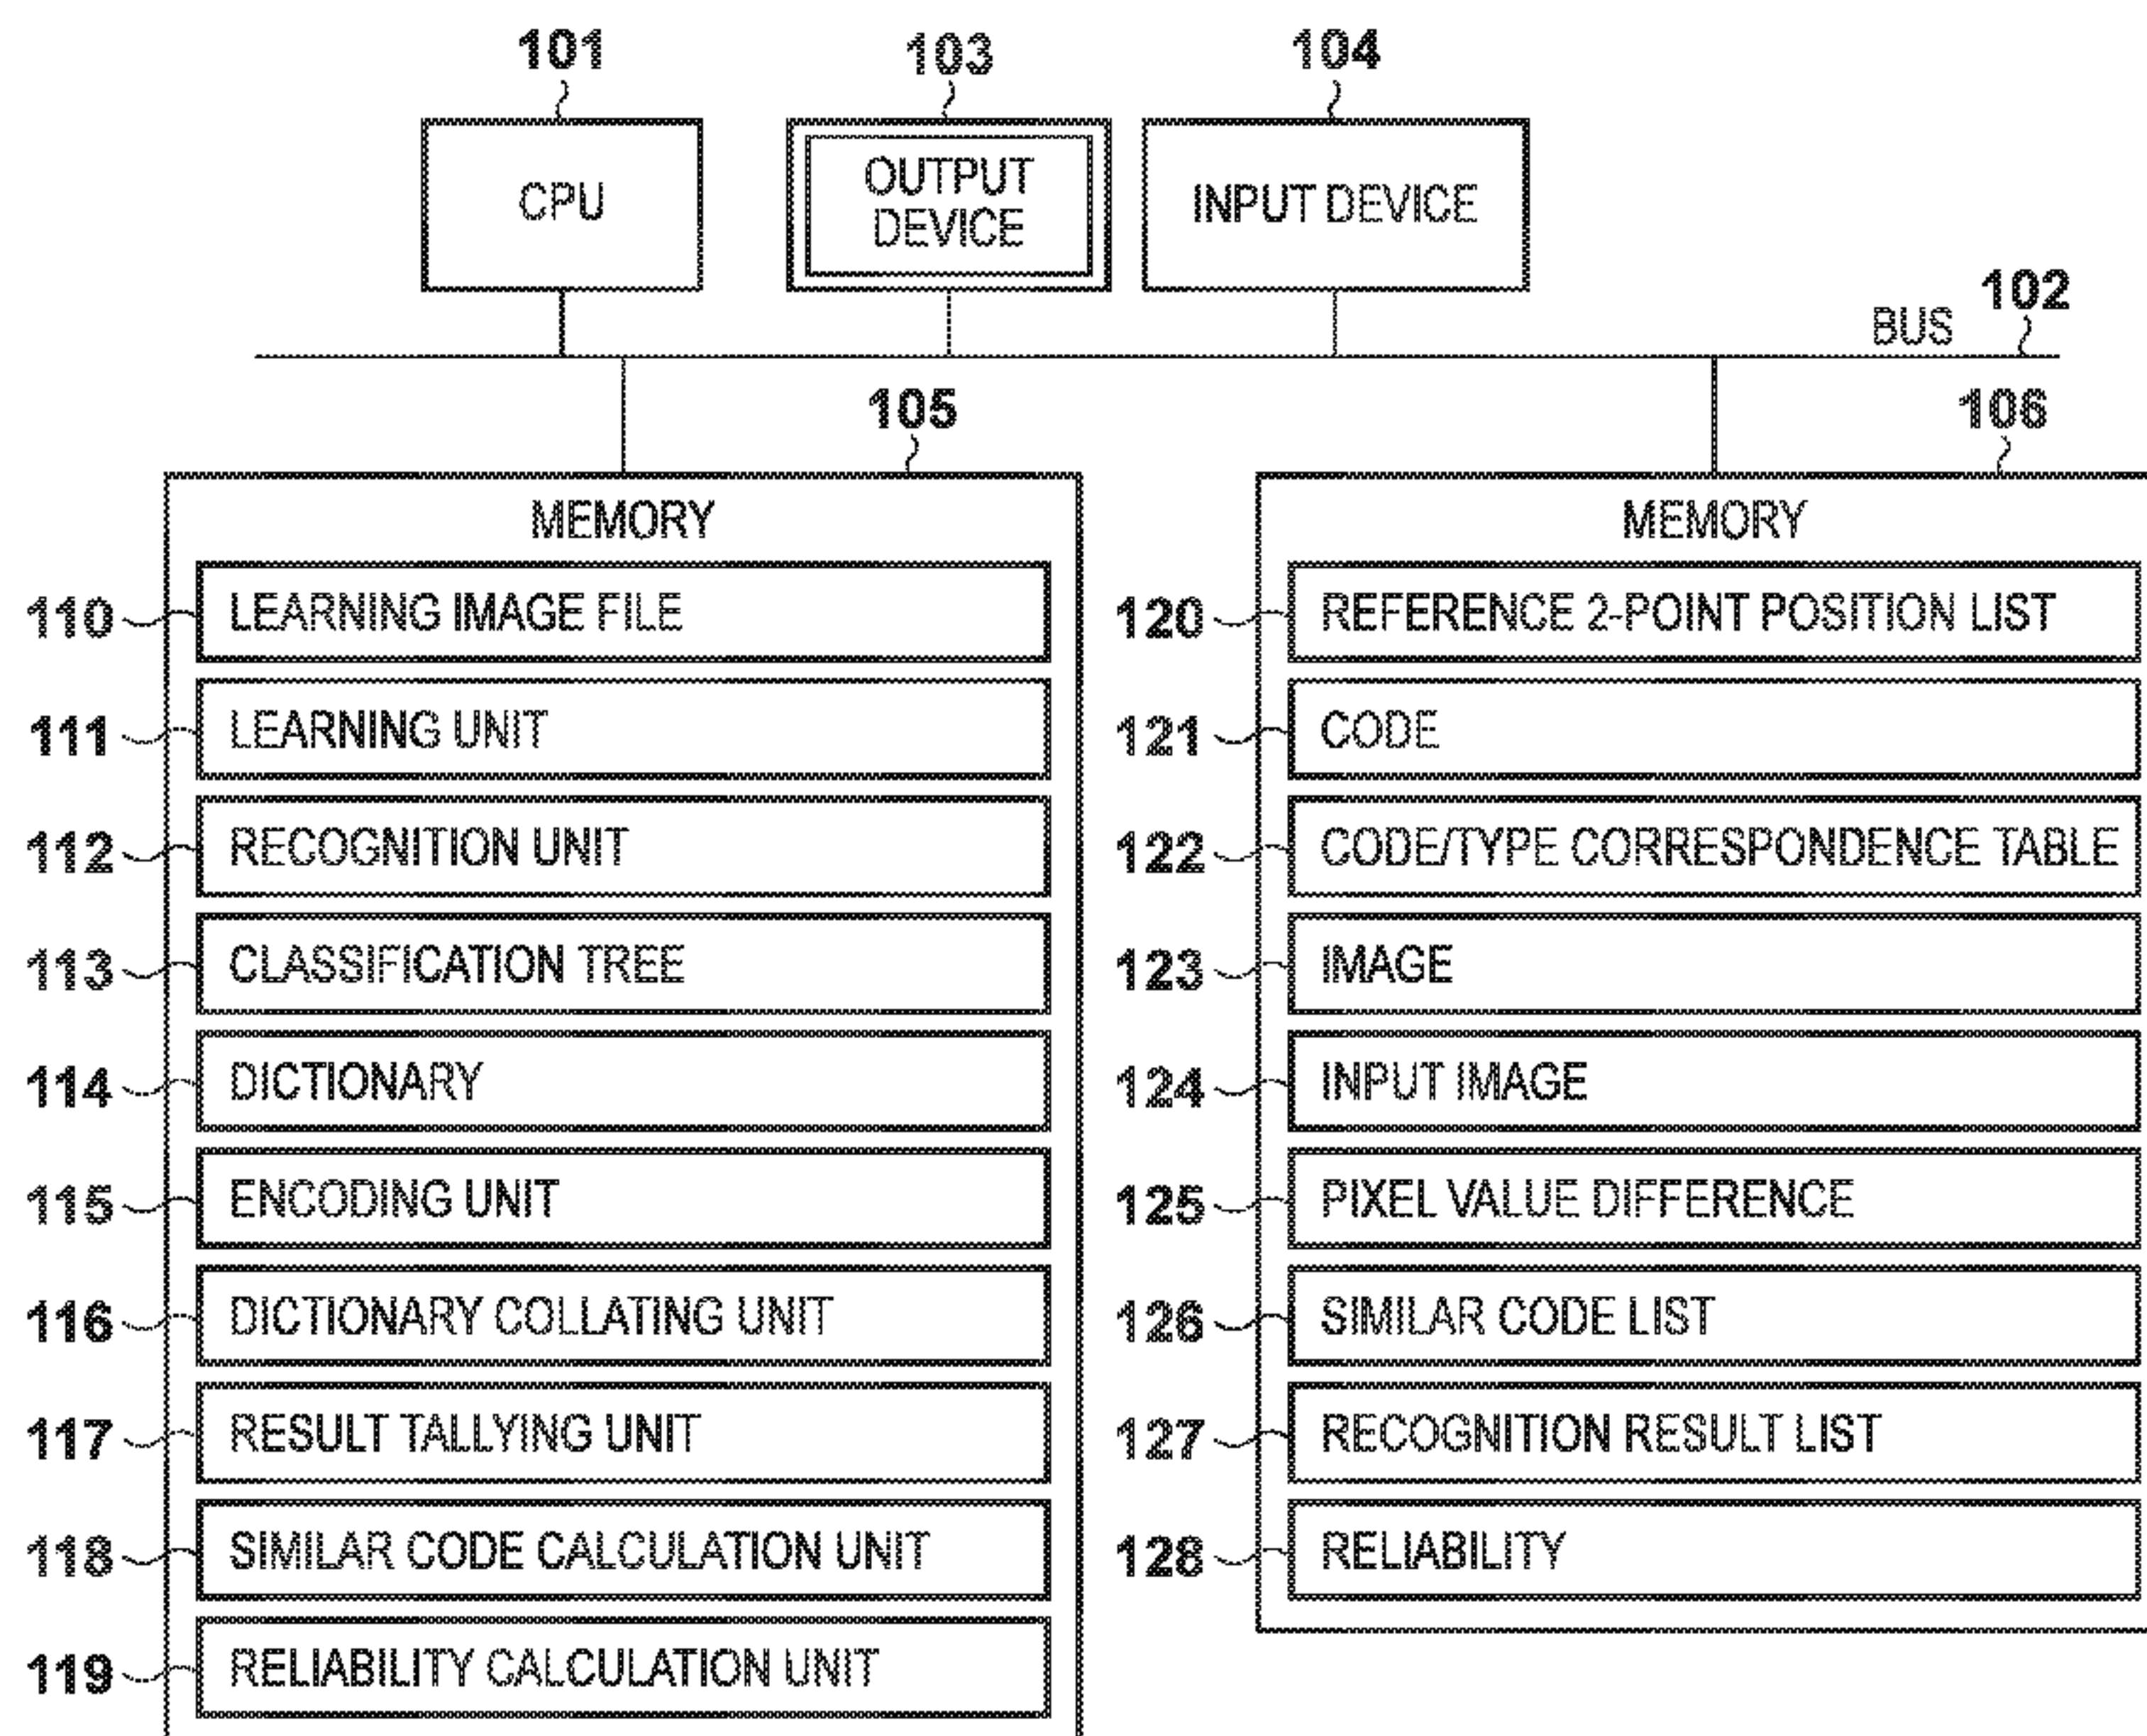 101
103
104
CPU
OUTPUT
DEVICE
INPUT DEVICE
BUS
102
105
106
MEMORY
110
LEARNING IMAGE FILE
111
LEARNING UNIT
112
RECOGNITION UNIT
113
CLASSIFICATION TREE
114
DICTIONARY
115
ENCODING UNIT
116
DICTIONARY COLLATING UNIT
117
RESULT TALLYING UNIT
118
SIMILAR CODE CALCULATION UNIT
119
RELIABILITY CALCULATION UNIT
MEMORY
120
REFERENCE 2-POINT POSITION LIST
121
CODE
122
CODE/TYPE CORRESPONDENCE TABLE
123
IMAGE
124
INPUT IMAGE
125
PIXEL VALUE DIFFERENCE
126
SIMILAR CODE LIST
127
RECOGNITION RESULT LIST
128
RELIABILITY